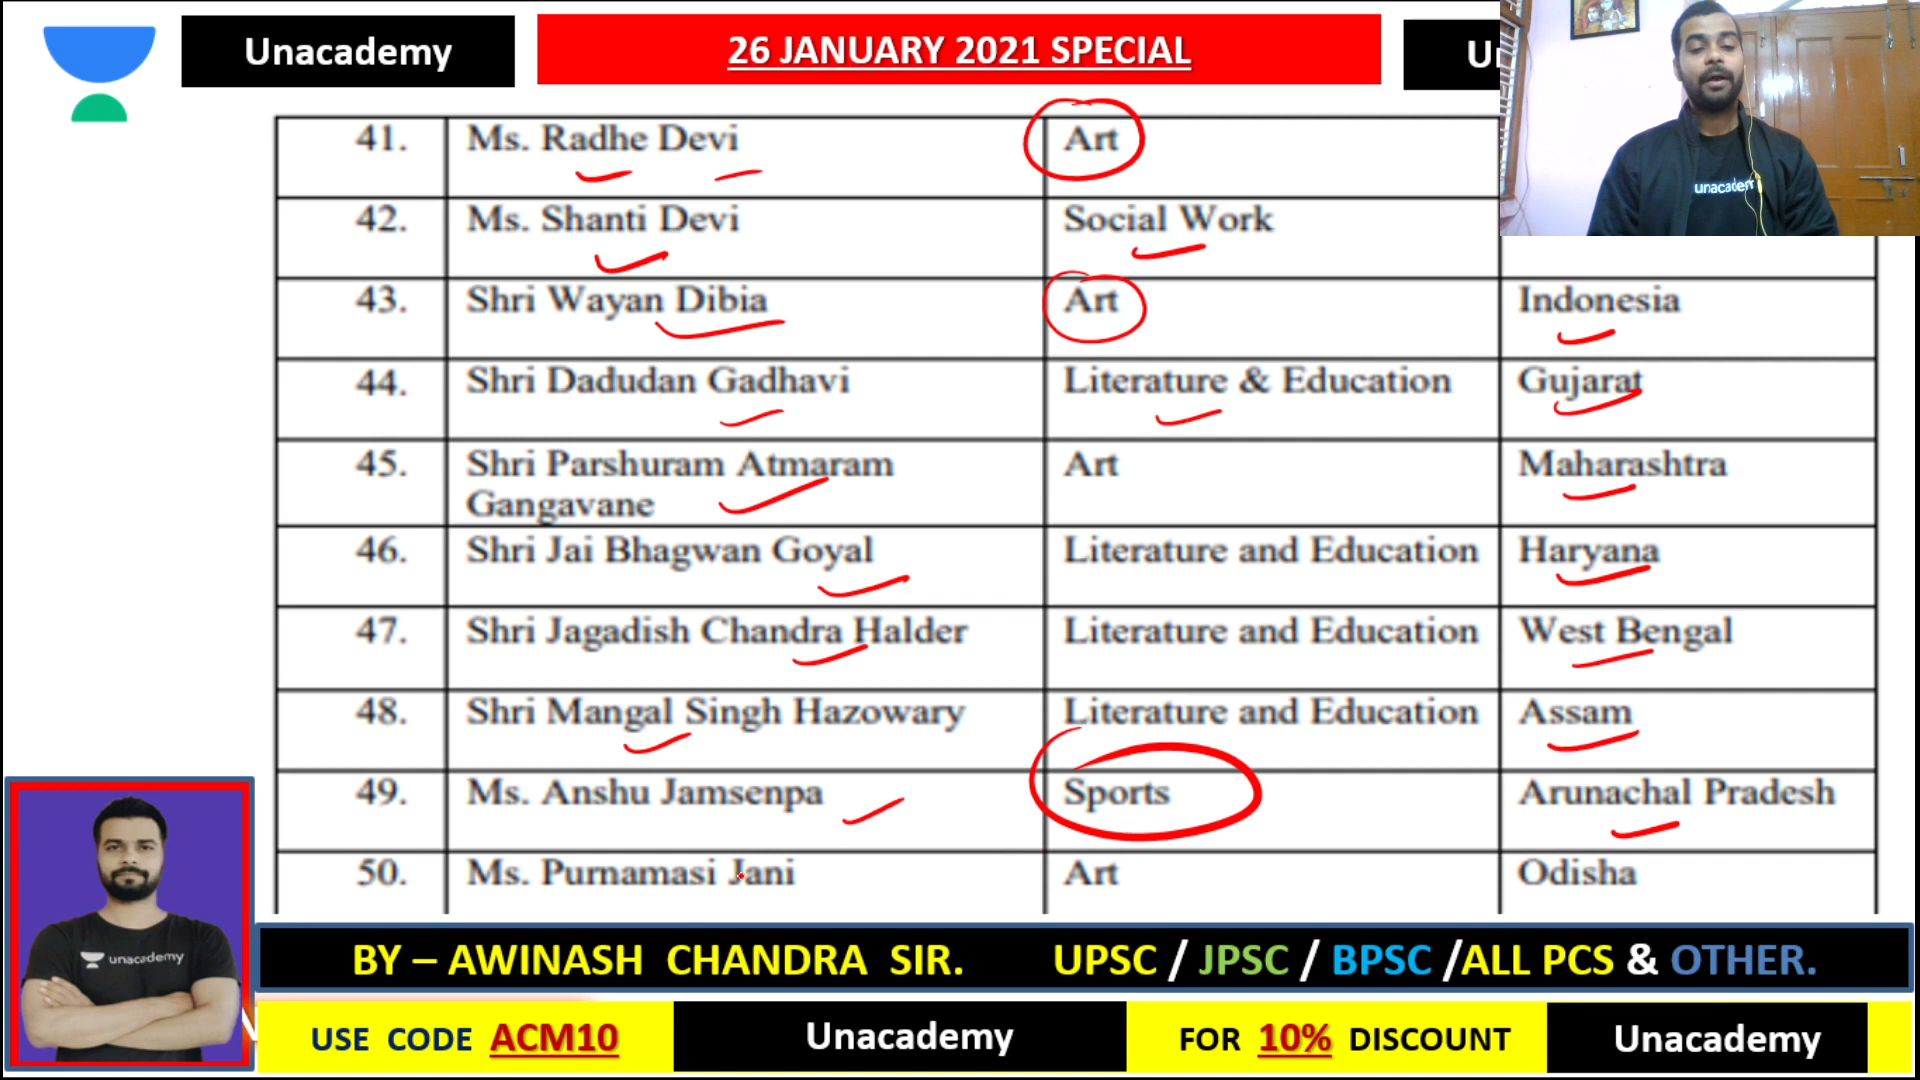 Unacademy
26 JANUARY 2021 SPECIAL
unacademy
41. Ms. Radhe Devi Art
42. Ms. Shanti Devi Social Work
43. Shri Wayan Dibia Art Indonesia
44. Shri Dadudan Gadhavi Literature & Education Gujarat
45. Shri Parshuram Atmaram Art Maharashtra
Gangavane
46. Shri Jai Bhagwan Goyal Literature and Education Haryana
47. Shri Jagadish Chandra Halder Literature and Education West Bengal
48. Shri Mangal Singh Hazowary Literature and Education Assam
49. Ms. Anshu Jamsenpa Sports Arunachal Pradesh
50. Ms. Purnamasi Jani Art Odisha
unacademy
BY – AWINASH CHANDRA SIR. UPSC / JPSC / BPSC /ALL PCS & OTHER.
USE CODE ACM10 Unacademy FOR 10% DISCOUNT Unacademy